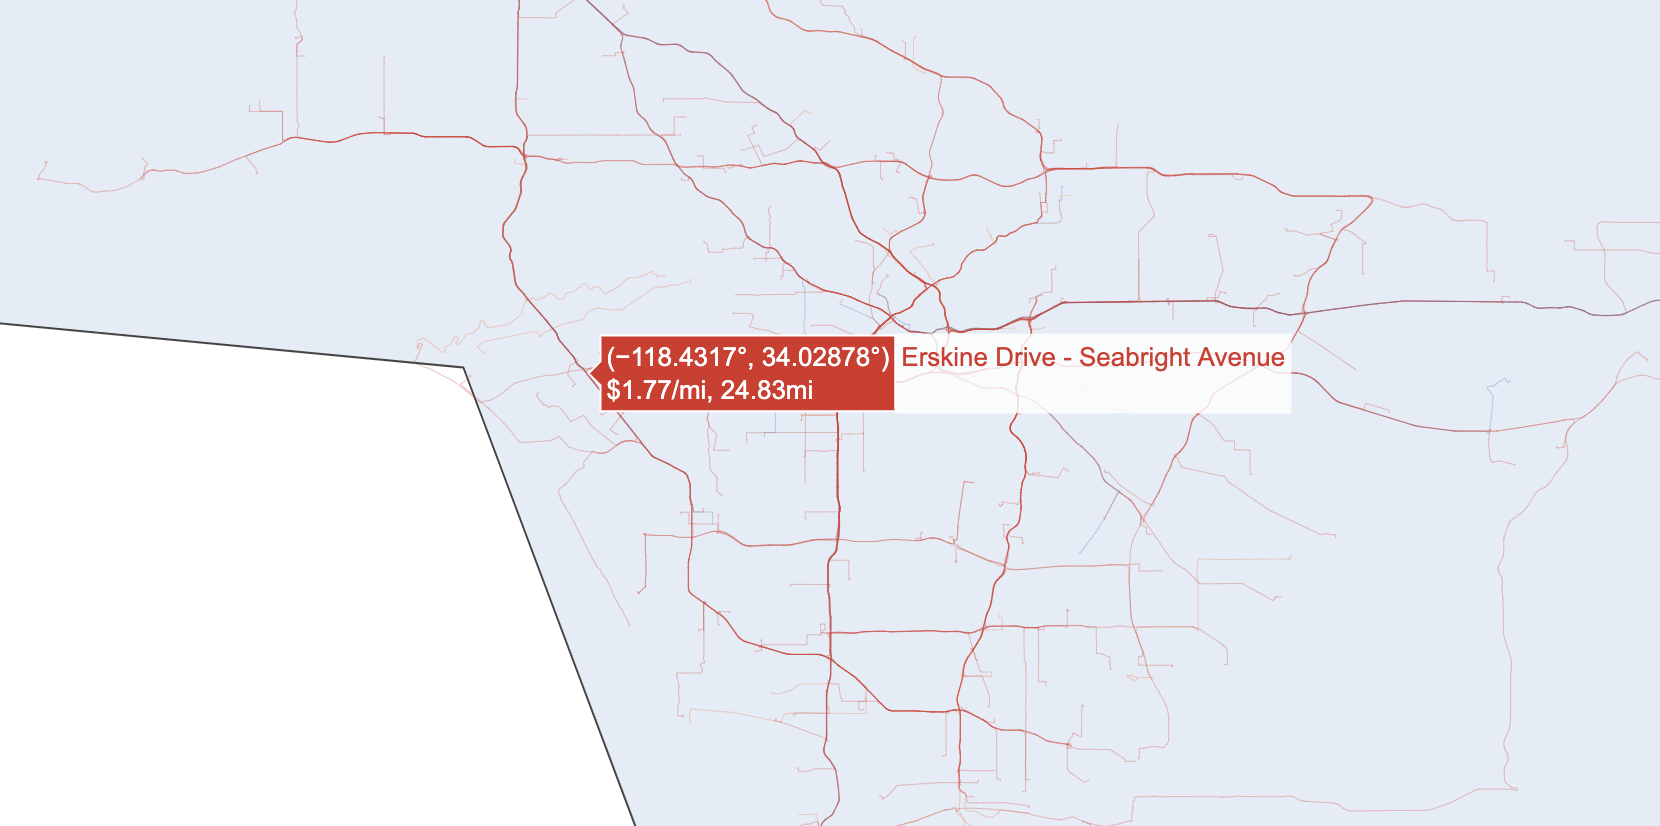 (−118.4317°, 34.02878°) Erskine Drive - Seabright Avenue
$1.77/mi, 24.83mi